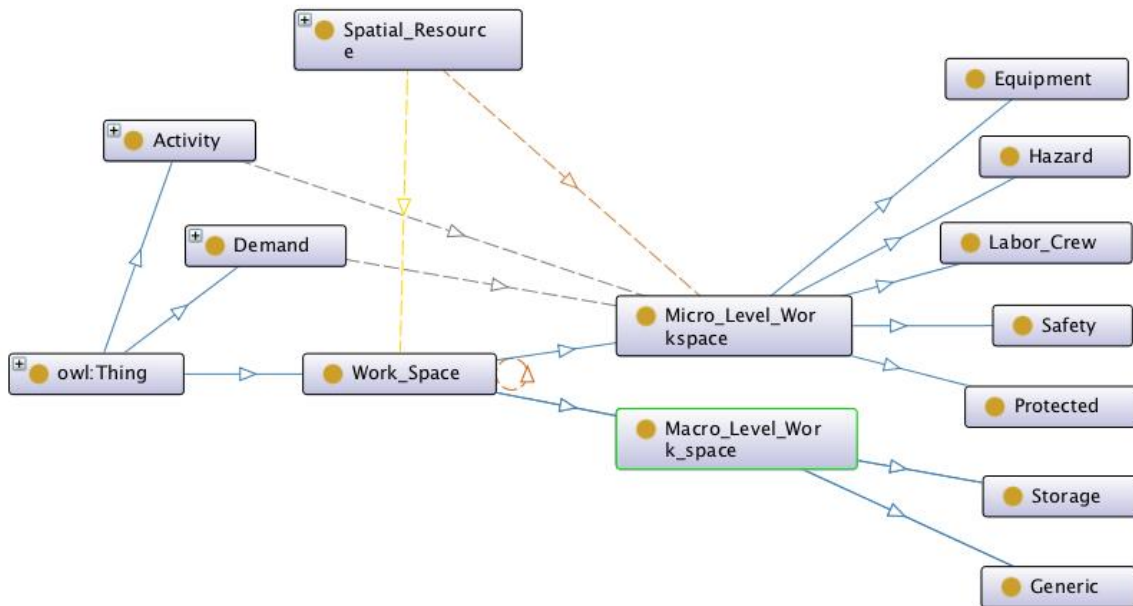 Spatial_Resourc
e
Equipment
Activity
Hazard
Demand
Labor_Crew
Micro_Level_Wor
kspace
Safety
owl:Thing
Work_Space
Protected
Macro_Level_Wor
k_space
Storage
Generic